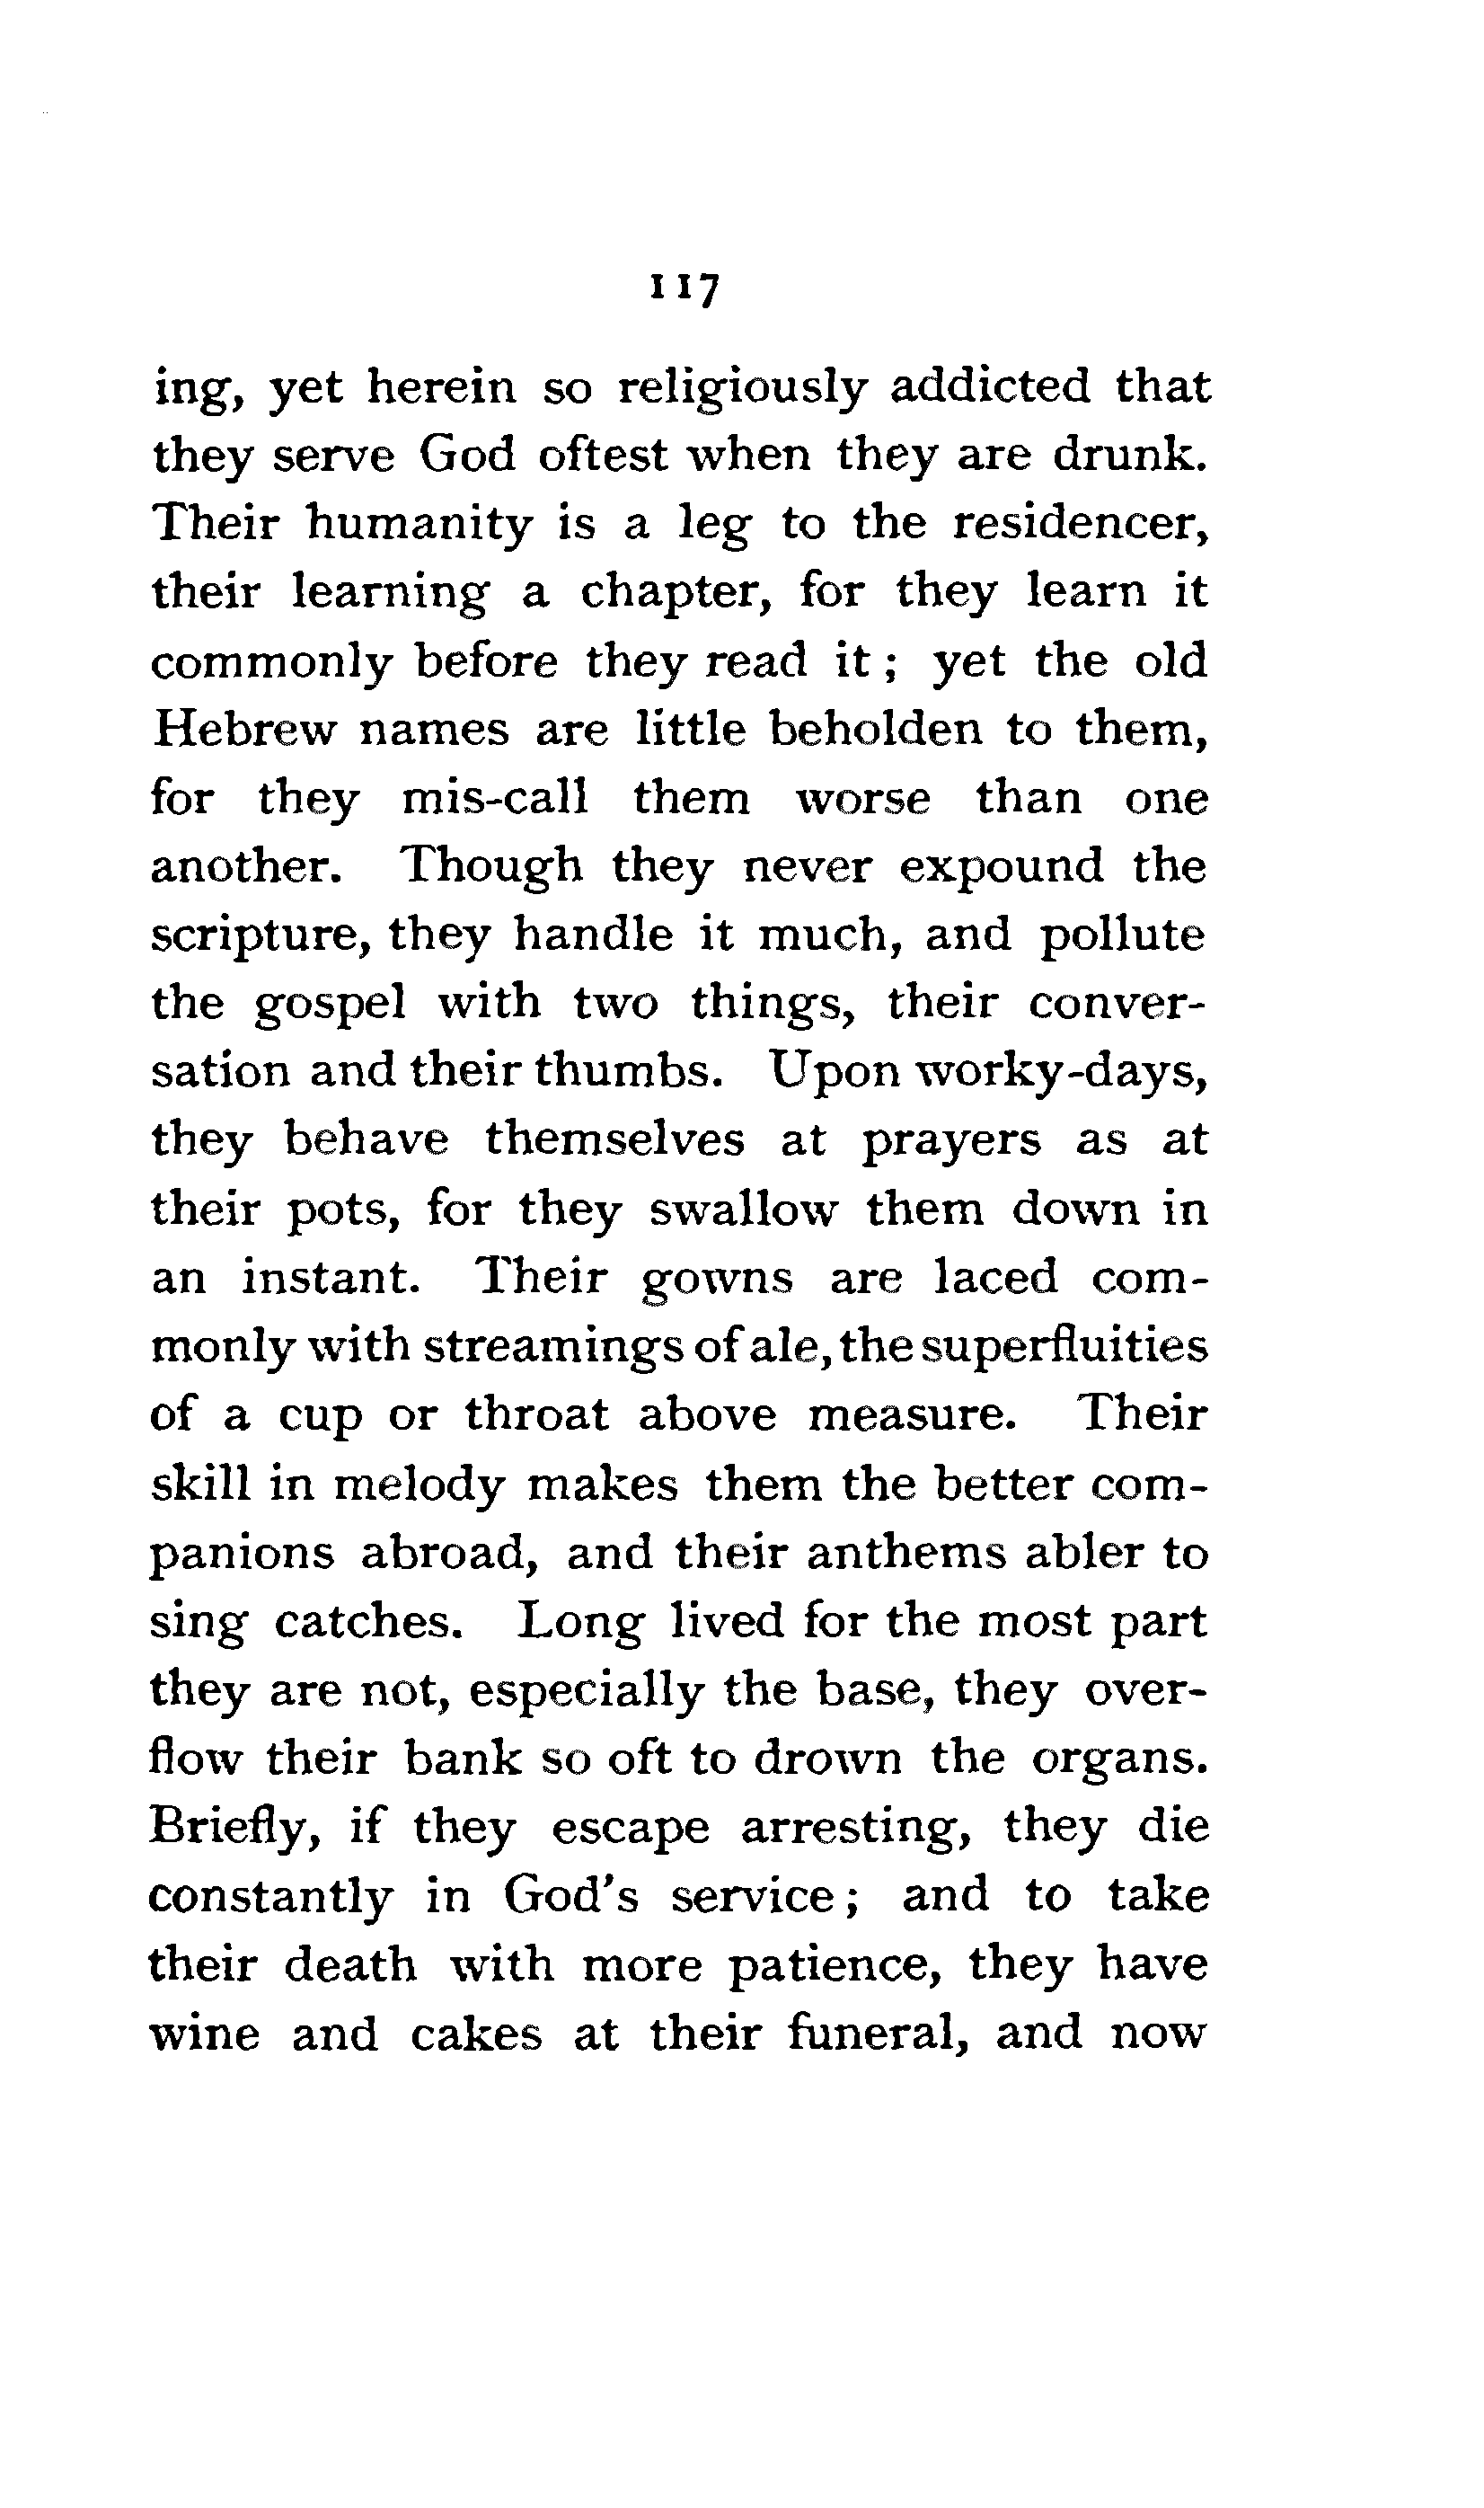 117
ing, yet herein so religiously addicted that
they serve God oftest when they are drunk.
Their humanity is a leg to the residencer,
their learning a chapter, for they learn it
commonly before they read it ; yet the old
Hebrew names are little beholden to them,
for they mis-call them worse than one
another. Though they never expound the
scripture, they handle it much, and pollute
the gospel with two things, their conver-
sation and their thumbs. Upon worky-days,
they behave themselves at prayers as at
their pots, for they swallow them down in
an instant. Their gowns are laced com-
monly with streamings of ale, the superfluities
of a cup or throat above measure. Their
skill in melody makes them the better com-
panions abroad, and their anthems abler to
sing catches. Long lived for the most part
they are not, especially the base, they over-
flow their bank so oft to drown the organs.
Briefly, if they escape arresting, they die
constantly in God's service ; and to take
their death with more patience, they have
wine and cakes at their funeral, and now